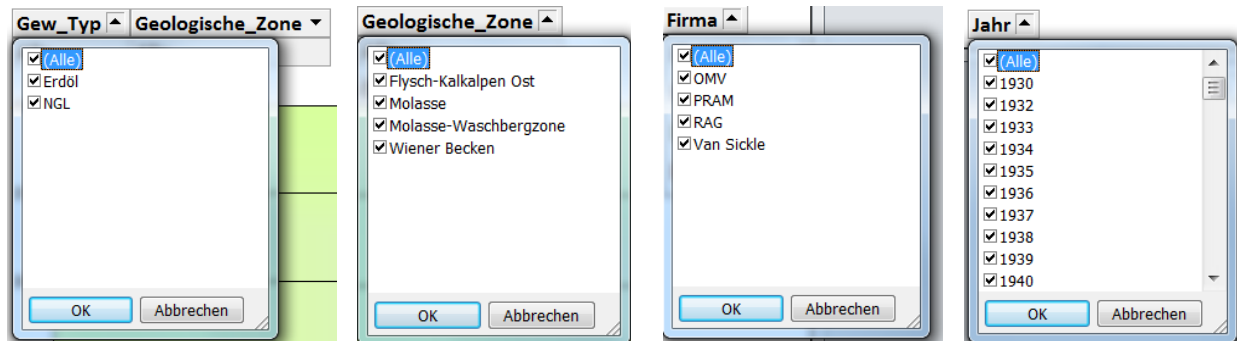 Gew_Typ Geologische_Zone
(Alle)
Erdöl
NGL
OK Abbrechen
Geologische_Zone
(Alle)
Flysch-Kalkalpen Ost
Molasse
Molasse-Waschbergzone
Wiener Becken
OK Abbrechen
Firma
(Alle)
OMV
PRAM
RAG
Van Sickle
OK Abbrechen
Jahr
(Alle)
1930
1932
1933
1934
1935
1936
1937
1938
1939
1940
OK Abbrechen